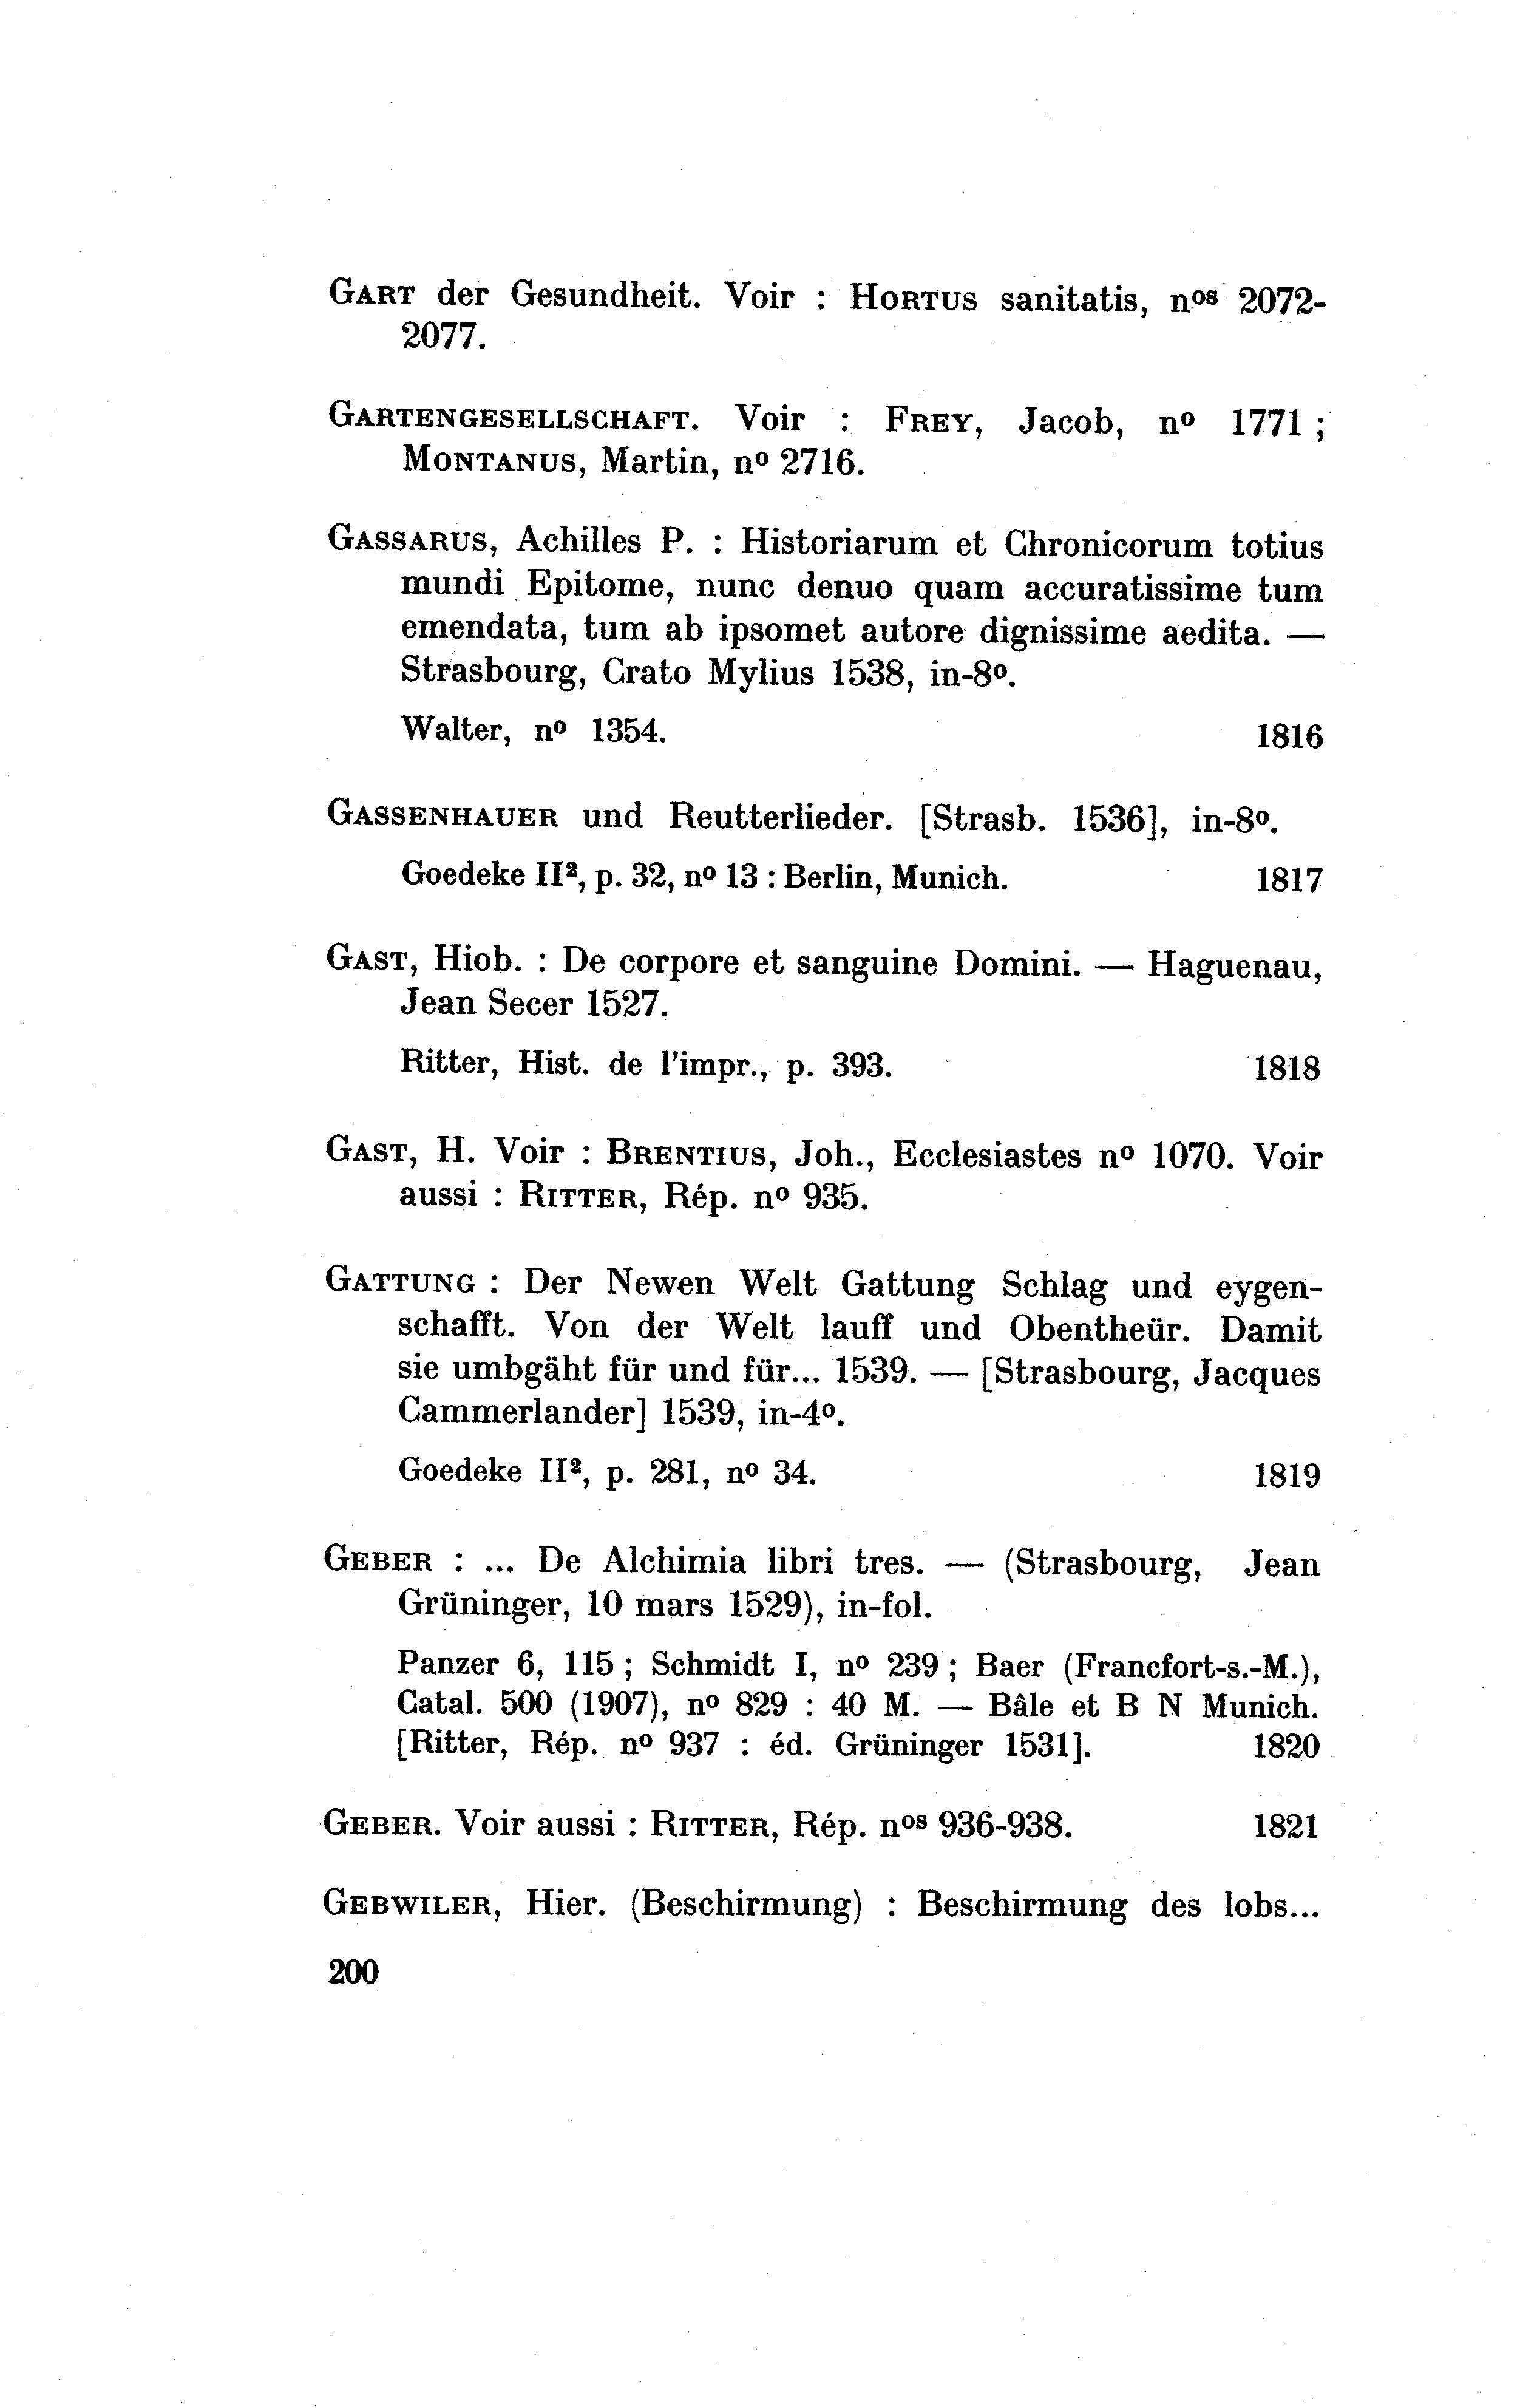 GART der Gesundheit. Voir : HORTUS sanitatis, nos 2072-
2077.
GARTENGESELLSCHAFT. Voir : FREY, Jacob, no 1771 ;
MONTANUS, Martin, no 2716.
GASSARUS, Achilles P. : Historiarum et Chronicorum totius
mundi Epitome, nunc denuo quam accuratissime tum
emendata, tum ab ipsomet autore dignissime aedita. —
Strasbourg, Crato Mylius 1538, in-8o.
Walter, no 1354. 1816
GASSENHAUER und Reutterlieder. [Strasb. 1536], in-8o.
Goedeke II², p. 32, no 13 : Berlin, Munich. 1817
GAST, Hiob. : De corpore et sanguine Domini. — Haguenau,
Jean Secer 1527.
Ritter, Hist. de l'impr., p. 393. 1818
GAST, H. Voir : BRENTIUS, Joh., Ecclesiastes no 1070. Voir
aussi : RITTER, Rép. no 935.
GATTUNG : Der Newen Welt Gattung Schlag und eygen-
schafft. Von der Welt lauff und Obentheür. Damit
sie umbgäht für und für... 1539. — [Strasbourg, Jacques
Cammerlander] 1539, in-4o.
Goedeke II², p. 281, no 34. 1819
GEBER : ... De Alchimia libri tres. — (Strasbourg, Jean
Grüninger, 10 mars 1529), in-fol.
Panzer 6, 115 ; Schmidt I, no 239 ; Baer (Francfort-s.-M.),
Catal. 500 (1907), no 829 : 40 M. — Bâle et B N Munich.
[Ritter, Rép. no 937 : éd. Grüninger 1531]. 1820
GEBER. Voir aussi : RITTER, Rép. nos 936-938. 1821
GEBWILER, Hier. (Beschirmung) : Beschirmung des lobs...
200